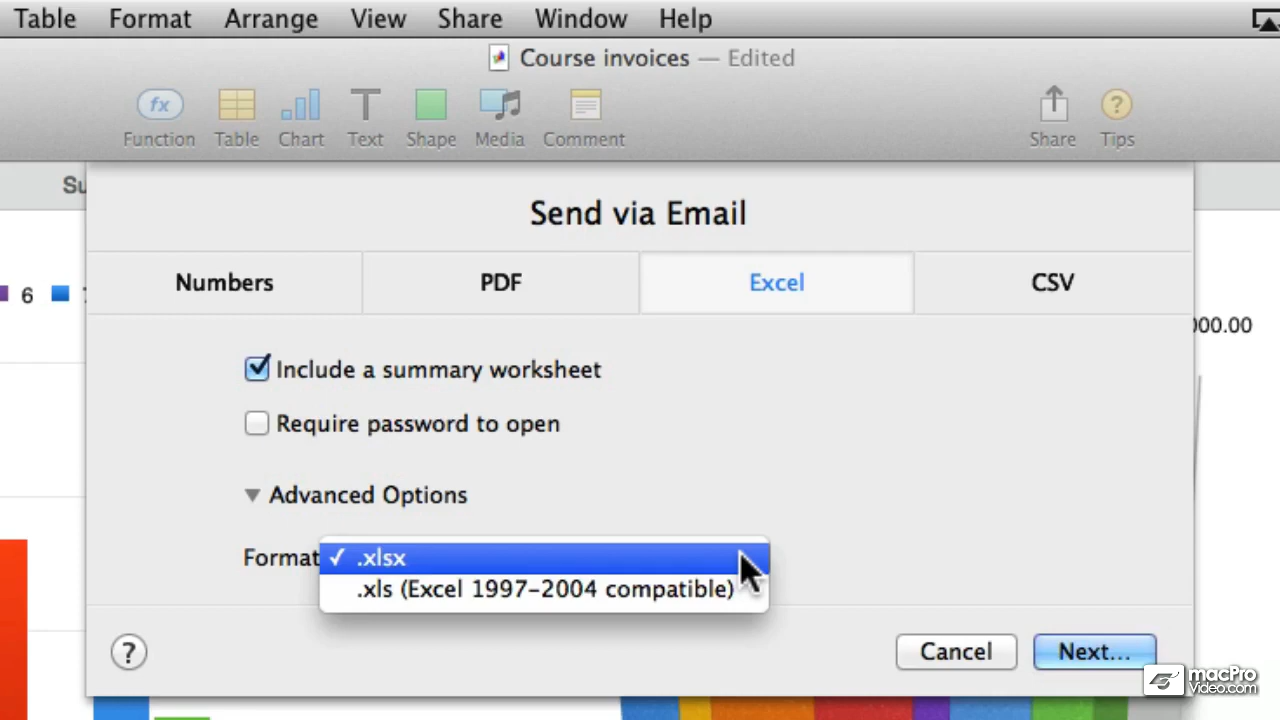 Table Format Arrange View Share Window Help
Course invoices — Edited
fx
Function Table Chart Text Shape Media Comment Share Tips
Su
Send via Email
Numbers PDF Excel CSV
6
000.00
Include a summary worksheet
Require password to open
Advanced Options
Format ✓ .xlsx
.xls (Excel 1997-2004 compatible)
? Cancel Next...
macPro
Video.com